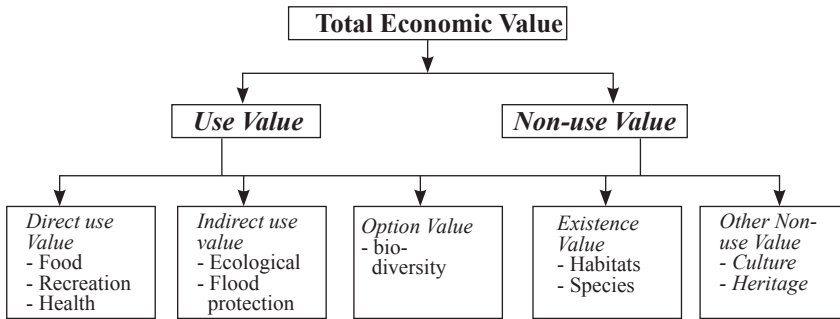 Total Economic Value
Use Value
Non-use Value
Direct use
Value
- Food
- Recreation
- Health
Indirect use
value
- Ecological
- Flood
protection
Option Value
- bio-
diversity
Existence
Value
- Habitats
- Species
Other Non-
use Value
- Culture
- Heritage